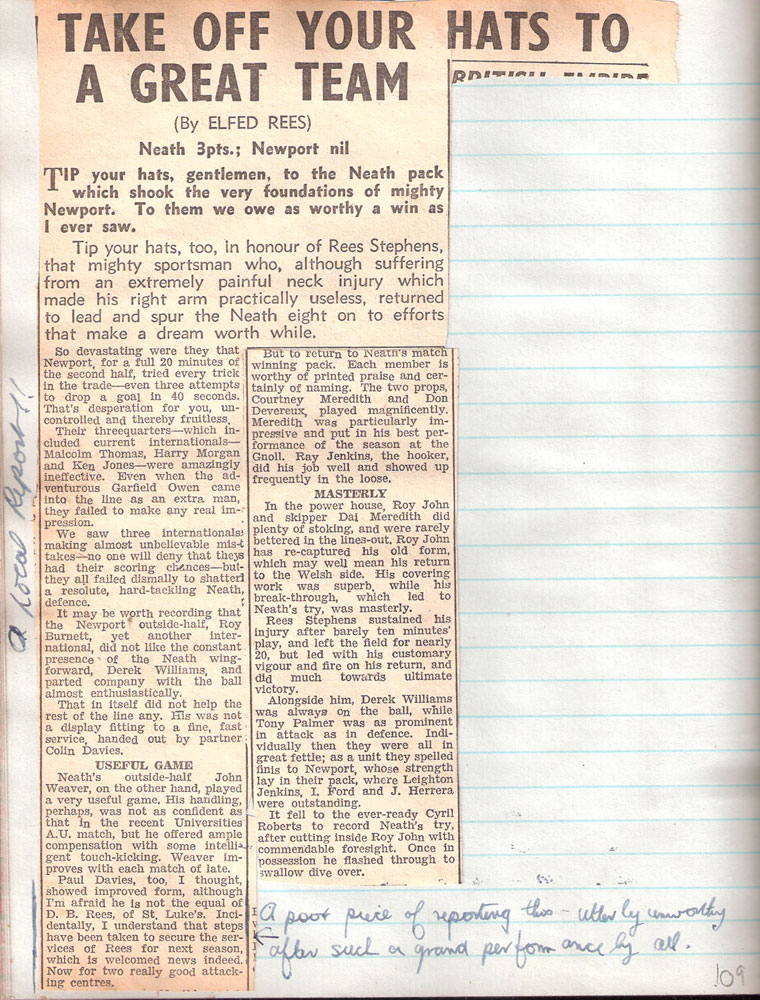 TAKE OFF YOUR HATS TO
A GREAT TEAM
BRITISH EMPIRE
(By ELFED REES)
Neath 3pts.; Newport nil
TIP your hats, gentlemen, to the Neath pack
which shook the very foundations of mighty
Newport. To them we owe as worthy a win as
I ever saw.
Tip your hats, too, in honour of Rees Stephens,
that mighty sportsman who, although suffering
from an extremely painful neck injury which
made his right arm practically useless, returned
to lead and spur the Neath eight on to efforts
that make a dream worth while.
So devastating were they that
Newport, for a full 20 minutes of
the second half, tried every trick
in the trade—even three attempts
to drop a goal in 40 seconds.
That's desperation for you, un-
controlled and thereby fruitless.
Their threequarters—which in-
cluded current internationals—
Malcolm Thomas, Harry Morgan
and Ken Jones—were amazingly
ineffective. Even when the ad-
venturous Garfield Owen came
into the line as an extra man,
they failed to make any real im-
pression.
We saw three internationals
making almost unbelievable mis-
takes—no one will deny that they
had their scoring chances—but
they all failed dismally to shatter
a resolute, hard-tackling Neath
defence.
It may be worth recording that
the Newport outside-half, Roy
Burnett, yet another inter-
national, did not like the constant
presence of the Neath wing-
forward, Derek Williams, and
parted company with the ball
almost enthusiastically.
That in itself did not help the
rest of the line any. His was not
a display fitting to a fine, fast
service, handed out by partner
Colin Davies.
USEFUL GAME
Neath's outside-half John
Weaver, on the other hand, played
a very useful game. His handling,
perhaps, was not as confident as
that in the recent Universities
A.U. match, but he offered ample
compensation with some intelli-
gent touch-kicking. Weaver im-
proves with each match of late.
Paul Davies, too, I thought,
showed improved form, although
I'm afraid he is not the equal of
D. B. Rees, of St. Luke's. Inci-
dentally, I understand that steps
have been taken to secure the ser-
vices of Rees for next season,
which is welcomed news indeed.
Now for two really good attack-
ing centres.
But to return to Neath's match
winning pack. Each member is
worthy of printed praise and cer-
tainly of naming. The two props,
Courtney Meredith and Don
Devereux, played magnificently.
Meredith was particularly im-
pressive and put in his best per-
formance of the season at the
Gnoll. Ray Jenkins, the hooker,
did his job well and showed up
frequently in the loose.
MASTERLY
In the power house, Roy John
and skipper Dai Meredith did
plenty of stoking, and were rarely
bettered in the lines-out. Roy John
has re-captured his old form,
which may well mean his return
to the Welsh side. His covering
work was superb, while his
break-through, which led to
Neath's try, was masterly.
Rees Stephens sustained his
injury after barely ten minutes'
play, and left the field for nearly
20, but led with his customary
vigour and fire on his return, and
did much towards ultimate
victory.
Alongside him, Derek Williams
was always on the ball, while
Tony Palmer was as prominent
in attack as in defence. Indi-
vidually then they were all in
great fettle; as a unit they spelled
finis to Newport, whose strength
lay in their pack, where Leighton
Jenkins, I. Ford and J. Herrera
were outstanding.
It fell to the ever-ready Cyril
Roberts to record Neath's try,
after cutting inside Roy John with
commendable foresight. Once in
possession he flashed through to
swallow dive over.
A Local Report!!
A poor piece of reporting this - utterly unworthy
after such a grand performance by all.
109